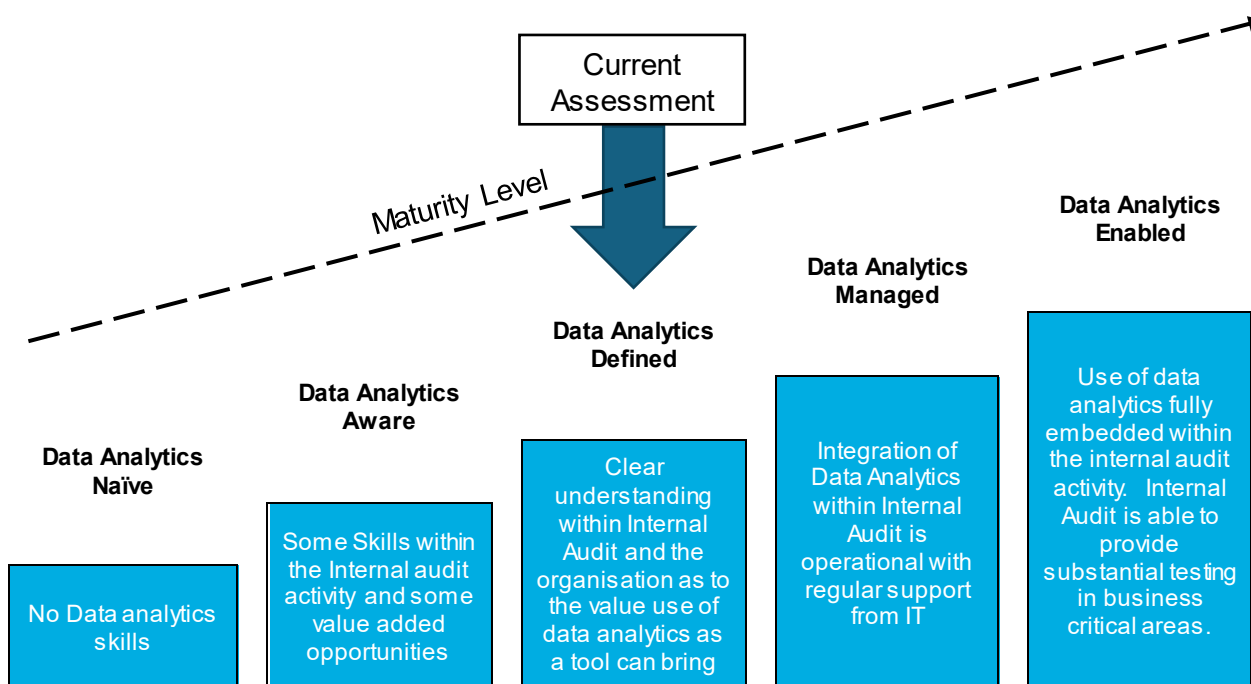 Current
Assessment
Maturity Level
Data Analytics
Naïve
No Data analytics
skills
Data Analytics
Aware
Some Skills within
the Internal audit
activity and some
value added
opportunities
Data Analytics
Defined
Clear
understanding
within Internal
Audit and the
organisation as to
the value use of
data analytics as
a tool can bring
Data Analytics
Managed
Integration of
Data Analytics
within Internal
Audit is
operational with
regular support
from IT
Data Analytics
Enabled
Use of data
analytics fully
embedded within
the internal audit
activity. Internal
Audit is able to
provide
substantial testing
in business
critical areas.